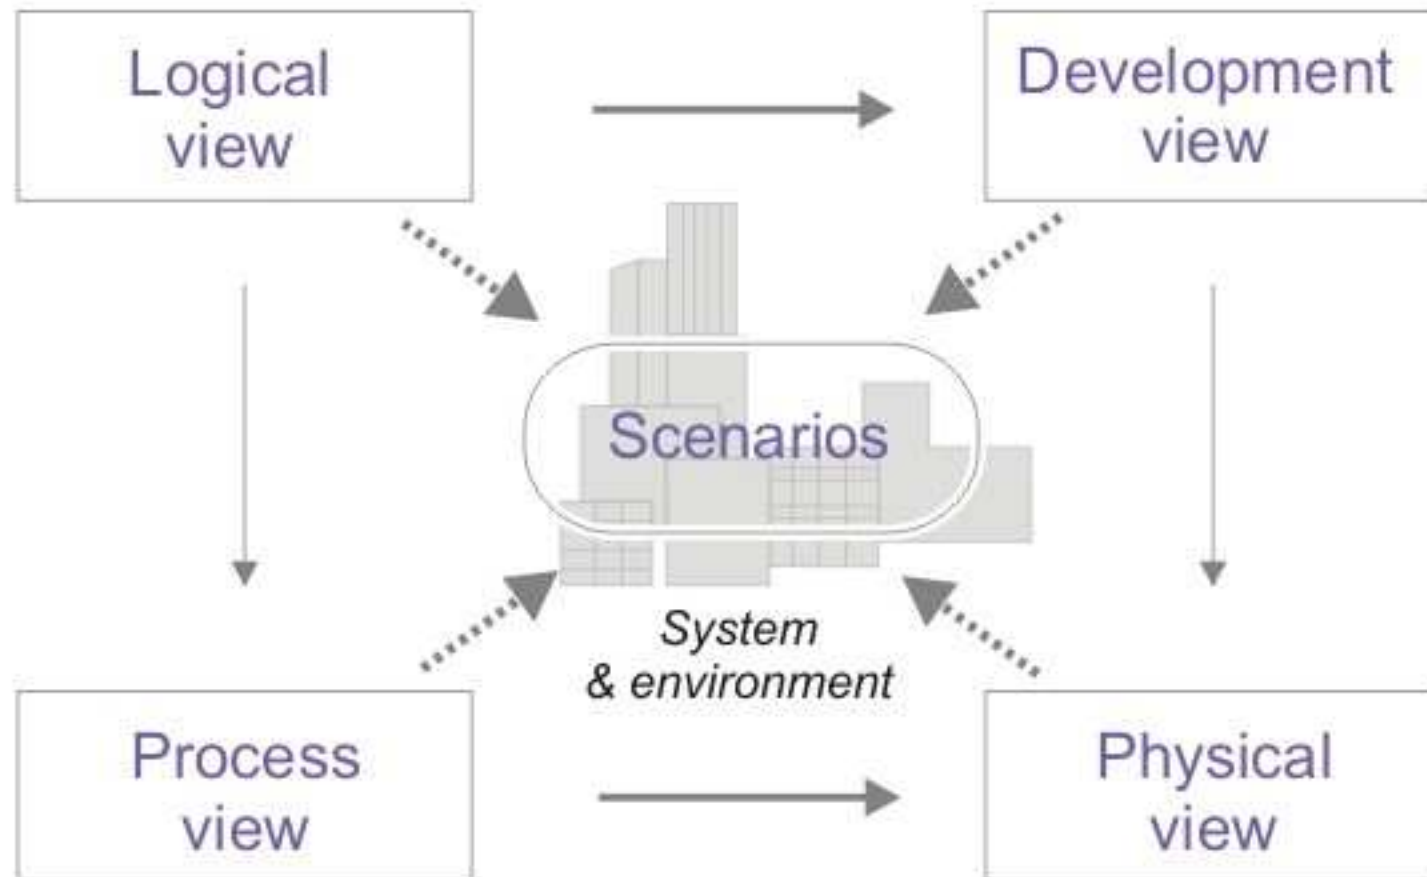 Logical
view
Development
view
Scenarios
System
& environment
Process
view
Physical
view